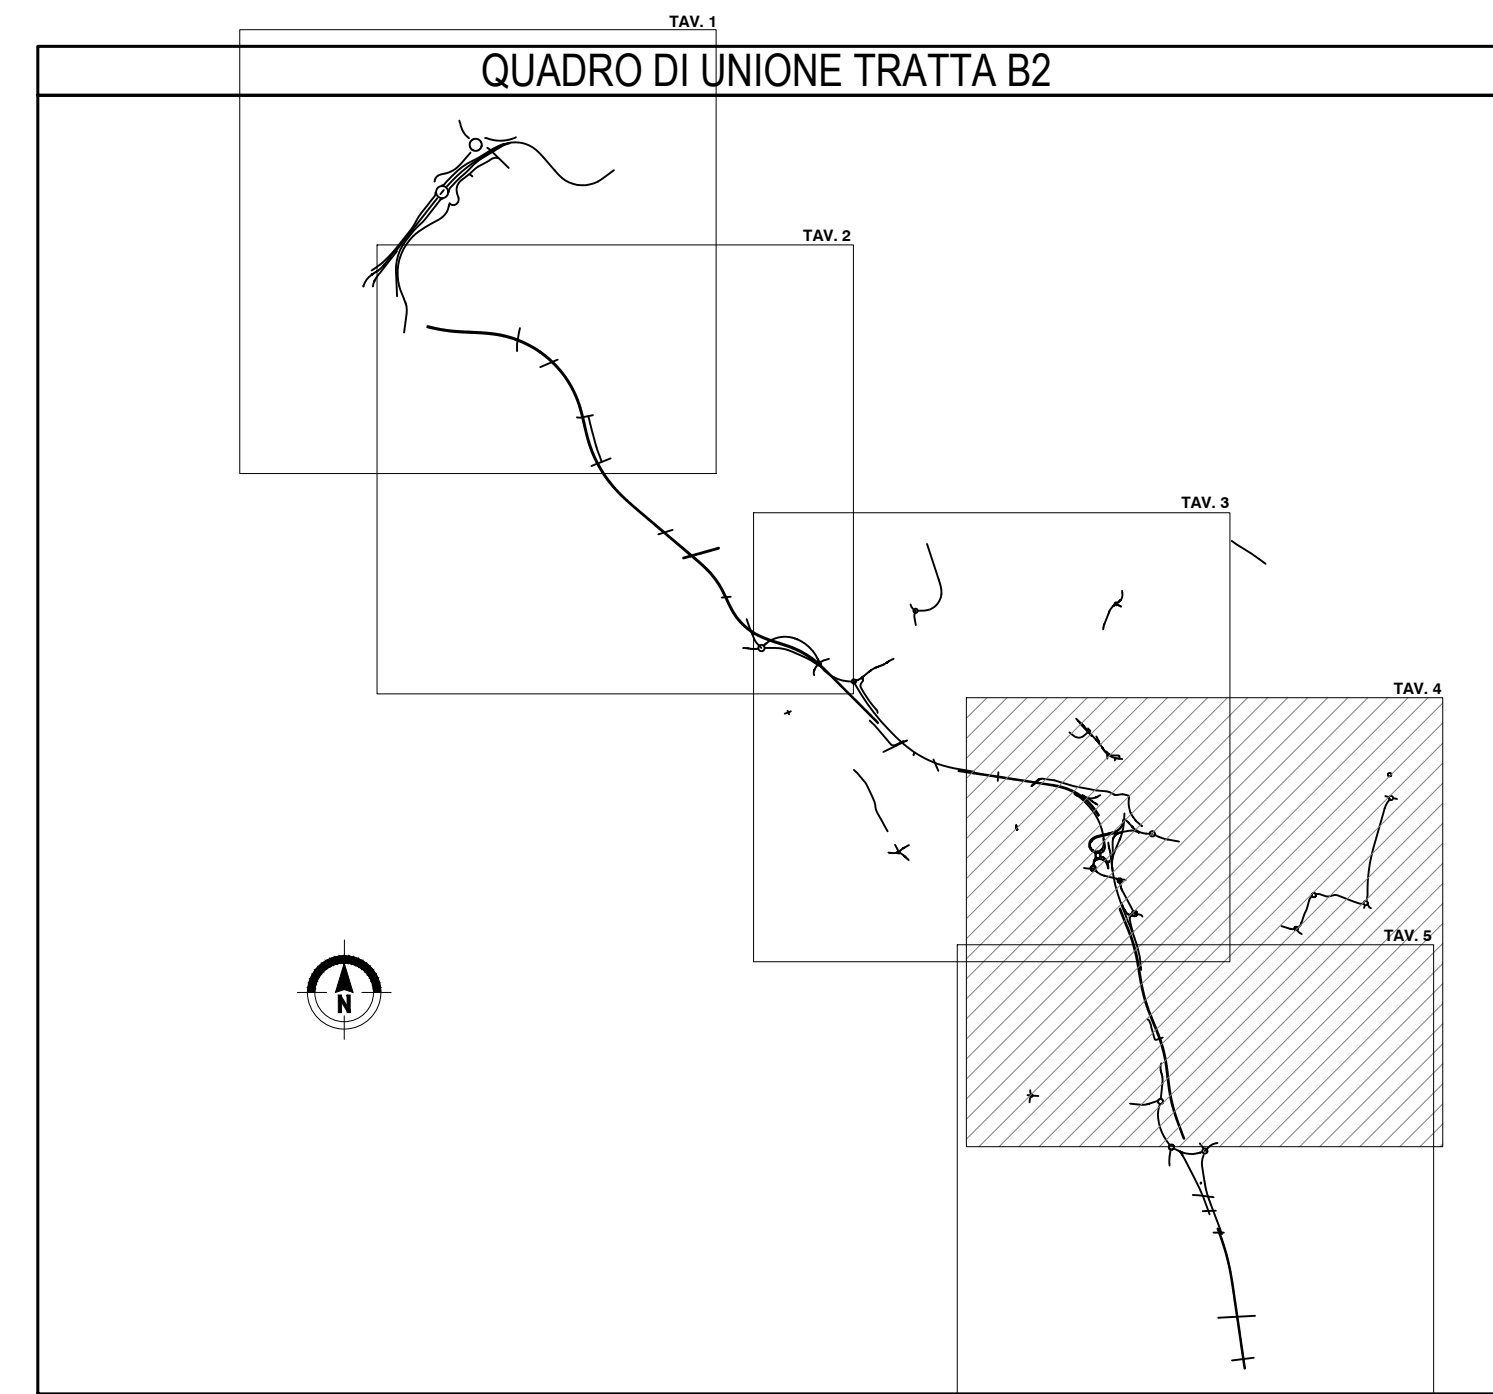 TAV. 1
QUADRO DI UNIONE TRATTA B2
TAV. 2
TAV. 3
TAV. 4
TAV. 5
N